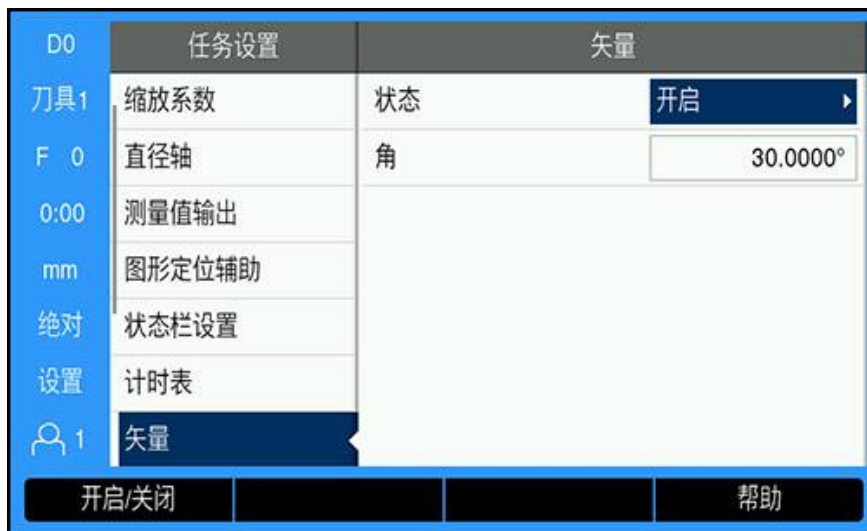 D0
任务设置
矢量
刀具1
缩放系数
状态
开启
F 0
直径轴
角
30.0000°
0:00
测量值输出
mm
图形定位辅助
绝对
状态栏设置
设置
计时表
1
矢量
开启/关闭
帮助